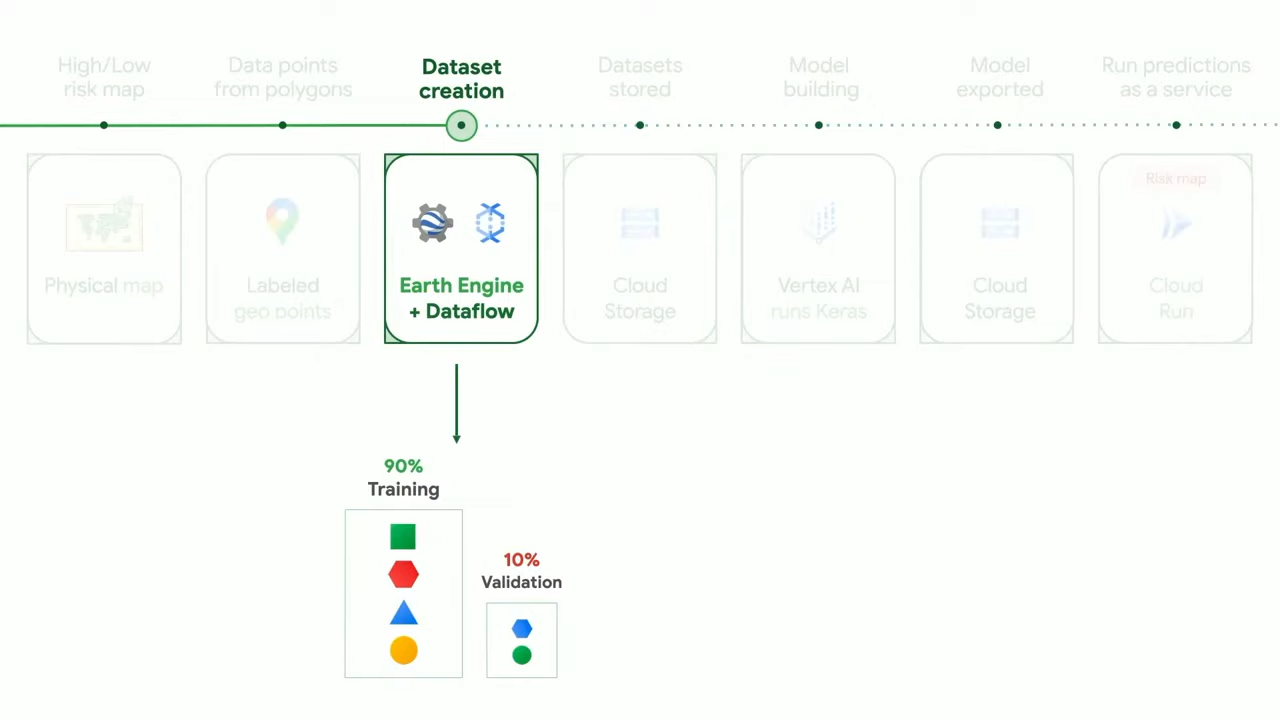 High/Low
risk map
Data points
from polygons
Dataset
creation
Datasets
stored
Model
building
Model
exported
Run predictions
as a service
Physical map
Labeled
geo points
Earth Engine
+ Dataflow
Cloud
Storage
Vertex AI
runs Keras
Cloud
Storage
Risk map
Cloud
Run
90%
Training
10%
Validation